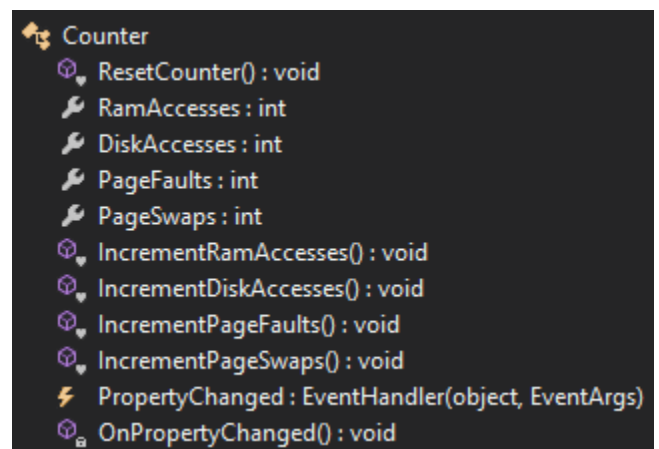 Counter
ResetCounter() : void
RamAccesses : int
DiskAccesses : int
PageFaults : int
PageSwaps : int
IncrementRamAccesses() : void
IncrementDiskAccesses() : void
IncrementPageFaults() : void
IncrementPageSwaps() : void
PropertyChanged : EventHandler(object, EventArgs)
OnPropertyChanged() : void